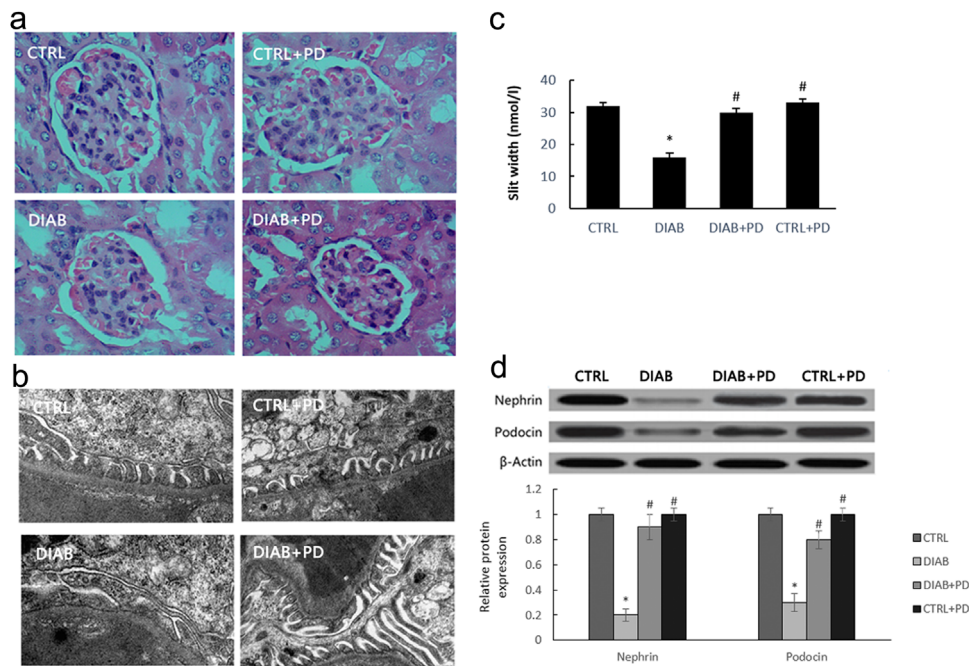 a
CTRL
CTRL+PD
DIAB
DIAB+PD
b
CTRL
CTRL+PD
DIAB
DIAB+PD
c
Slit width (nmol/l)
40
30
20
10
0
*
#
#
CTRL
DIAB
DIAB+PD
CTRL+PD
d
CTRL
DIAB
DIAB+PD
CTRL+PD
Nephrin
Podocin
β-Actin
Relative protein
expression
1.2
1
0.8
0.6
0.4
0.2
0
*
#
#
*
#
#
Nephrin
Podocin
CTRL
DIAB
DIAB+PD
CTRL+PD